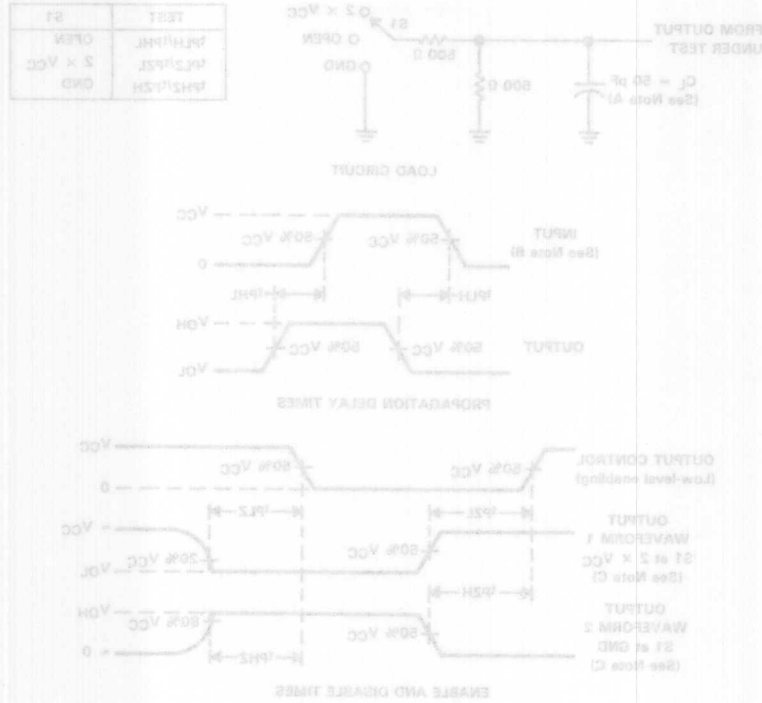 FROM OUTPUT
UNDER TEST
CL = 50 pF
(See Note A)
500 Ω
500 Ω
S1
2 × VCC
OPEN
GND
TEST S1
tPLH/tPHL OPEN
tPLZ/tPZL 2 × VCC
tPHZ/tPZH GND
LOAD CIRCUIT
INPUT
(See Note B)
50% VCC
50% VCC
VCC
0
tPLH
tPHL
OUTPUT
50% VCC
50% VCC
VOH
VOL
PROPAGATION DELAY TIMES
OUTPUT CONTROL
(Low-level enabling)
50% VCC
50% VCC
VCC
0
tPZL
tPLZ
OUTPUT
WAVEFORM 1
S1 at 2 × VCC
(See Note C)
50% VCC
20% VCC
VCC
VOL
tPZH
tPHZ
OUTPUT
WAVEFORM 2
S1 at GND
(See Note C)
50% VCC
80% VCC
VOH
0
ENABLE AND DISABLE TIMES